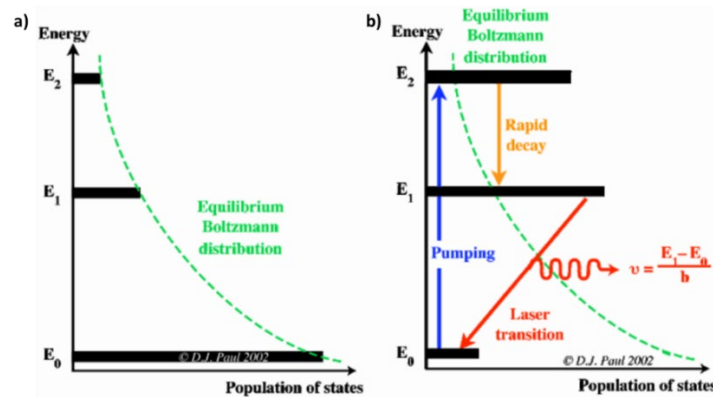 a)
Energy
E2
E1
E0
Equilibrium
Boltzmann
distribution
© D.J. Paul 2002
Population of states
b)
Energy
Equilibrium
Boltzmann
distribution
E2
Rapid
decay
E1
Pumping
υ = E1–E0
h
Laser
transition
E0
© D.J. Paul 2002
Population of states